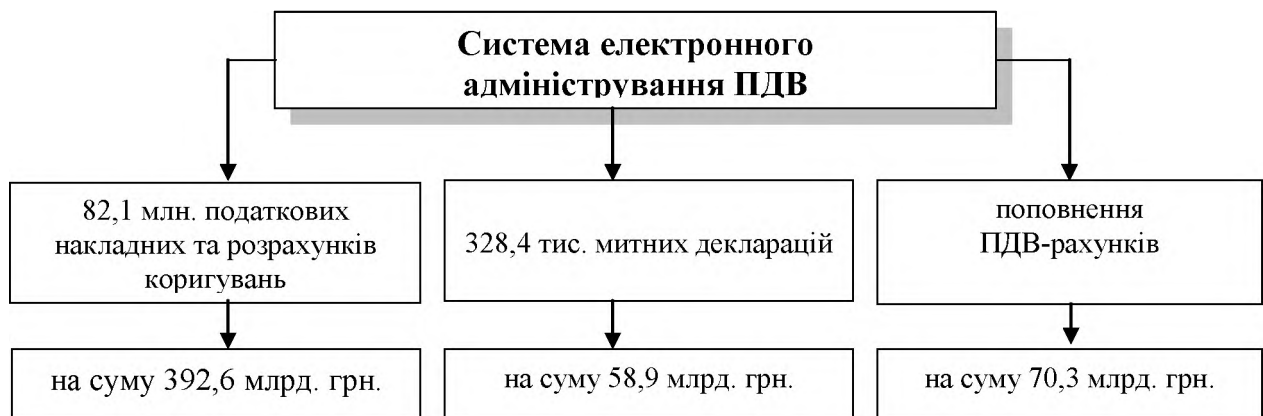 Система електронного
адміністрування ПДВ
82,1 млн. податкових
накладних та розрахунків
коригувань
328,4 тис. митних декларацій
поповнення
ПДВ-рахунків
на суму 392,6 млрд. грн.
на суму 58,9 млрд. грн.
на суму 70,3 млрд. грн.